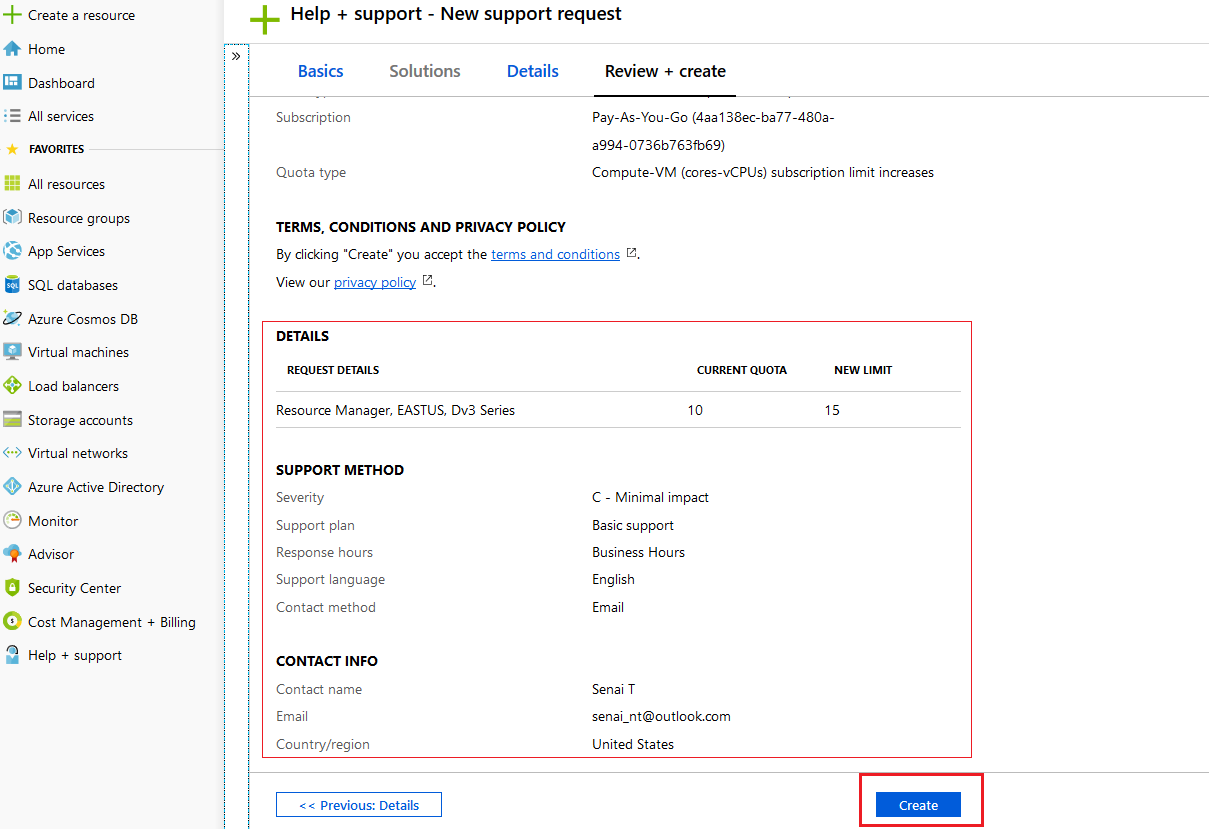 Create a resource
Home
Dashboard
All services
FAVORITES
All resources
Resource groups
App Services
SQL databases
Azure Cosmos DB
Virtual machines
Load balancers
Storage accounts
Virtual networks
Azure Active Directory
Monitor
Advisor
Security Center
Cost Management + Billing
Help + support
Help + support - New support request
»
Basics Solutions Details Review + create
Subscription Pay-As-You-Go (4aa138ec-ba77-480a-
a994-0736b763fb69)
Quota type Compute-VM (cores-vCPUs) subscription limit increases
TERMS, CONDITIONS AND PRIVACY POLICY
By clicking "Create" you accept the terms and conditions .
View our privacy policy .
DETAILS
REQUEST DETAILS CURRENT QUOTA NEW LIMIT
Resource Manager, EASTUS, Dv3 Series 10 15
SUPPORT METHOD
Severity C - Minimal impact
Support plan Basic support
Response hours Business Hours
Support language English
Contact method Email
CONTACT INFO
Contact name Senai T
Email senai_nt@outlook.com
Country/region United States
<< Previous: Details Create